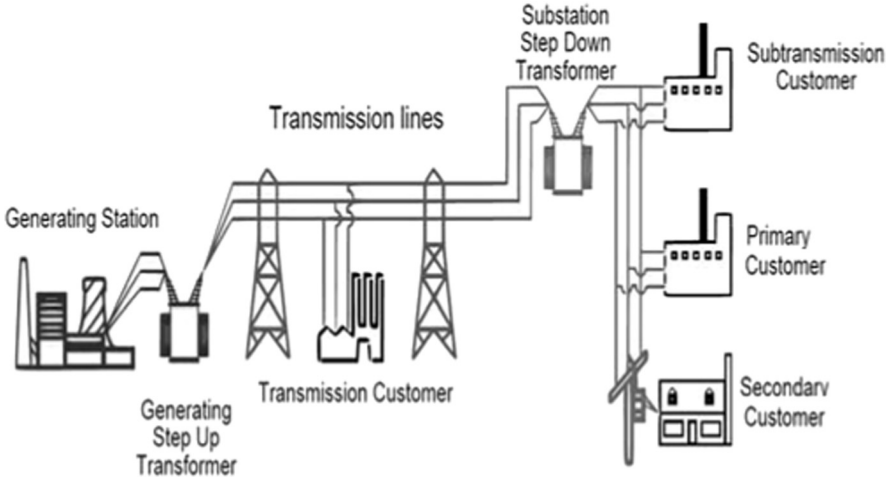 Substation
Step Down
Transformer
Subtransmission
Customer
Transmission lines
Generating Station
Primary
Customer
Transmission Customer
Secondary
Customer
Generating
Step Up
Transformer